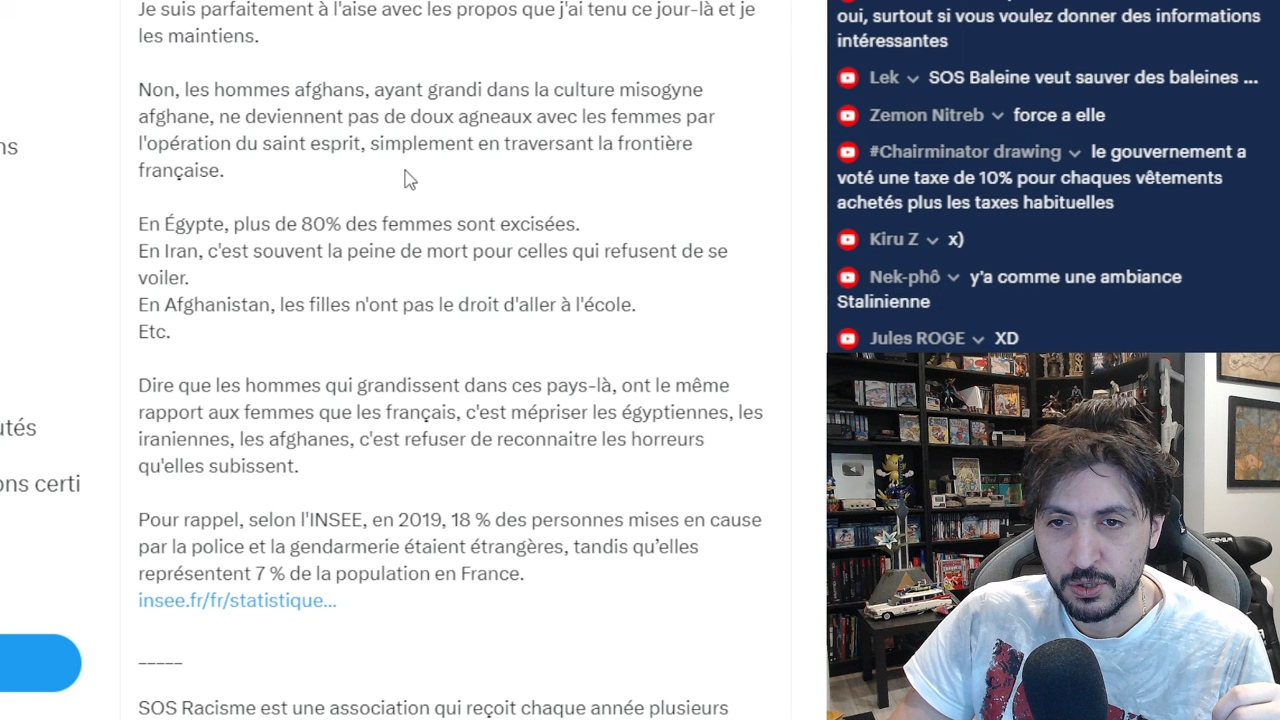 Je suis parfaitement à l'aise avec les propos que j'ai tenu ce jour-là et je
les maintiens.
Non, les hommes afghans, ayant grandi dans la culture misogyne
afghane, ne deviennent pas de doux agneaux avec les femmes par
l'opération du saint esprit, simplement en traversant la frontière
française.
En Égypte, plus de 80% des femmes sont excisées.
En Iran, c'est souvent la peine de mort pour celles qui refusent de se
voiler.
En Afghanistan, les filles n'ont pas le droit d'aller à l'école.
Etc.
Dire que les hommes qui grandissent dans ces pays-là, ont le même
rapport aux femmes que les français, c'est mépriser les égyptiennes, les
iraniennes, les afghanes, c'est refuser de reconnaitre les horreurs
qu'elles subissent.
Pour rappel, selon l'INSEE, en 2019, 18 % des personnes mises en cause
par la police et la gendarmerie étaient étrangères, tandis qu’elles
représentent 7 % de la population en France.
insee.fr/fr/statistique...
_____
SOS Racisme est une association qui reçoit chaque année plusieurs
ns
utés
ons certi
oui, surtout si vous voulez donner des informations
intéressantes
Lek SOS Baleine veut sauver des baleines ...
Zemon Nitreb force a elle
#Chairminator drawing le gouvernement a
voté une taxe de 10% pour chaques vêtements
achetés plus les taxes habituelles
Kiru Z x)
Nek-phô y'a comme une ambiance
Stalinienne
Jules ROGE XD